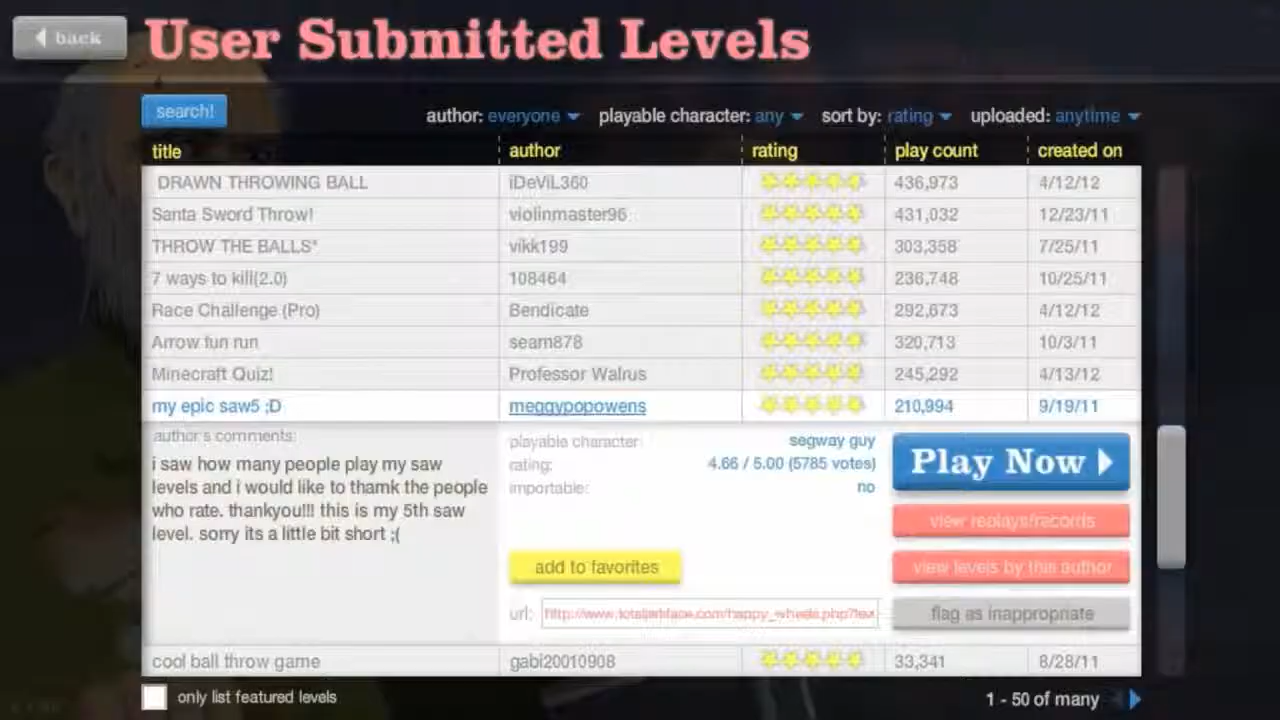 back
User Submitted Levels
search!
author: everyone playable character: any sort by: rating uploaded: anytime
title author rating play count created on
DRAWN THROWING BALL iDeViL360 436,973 4/12/12
Santa Sword Throw! violinmaster96 431,032 12/23/11
THROW THE BALLS* vikk199 303,358 7/25/11
7 ways to kill(2.0) 108464 236,748 10/25/11
Race Challenge (Pro) Bendicate 292,673 4/12/12
Arrow fun run seam878 320,713 10/3/11
Minecraft Quiz! Professor Walrus 245,292 4/13/12
my epic saw5 ;D meggypopowens 210,994 9/19/11
author's comments:
i saw how many people play my saw
levels and i would like to thamk the people
who rate. thankyou!!! this is my 5th saw
level. sorry its a little bit short ;(
playable character: segway guy
rating: 4.66 / 5.00 (5785 votes)
importable: no
add to favorites
url: http://www.totaljerkface.com/happy_wheels.php?lev
Play Now
view replays/records
view levels by this author
flag as inappropriate
cool ball throw game gabi20010908 33,341 8/28/11
only list featured levels
1 - 50 of many